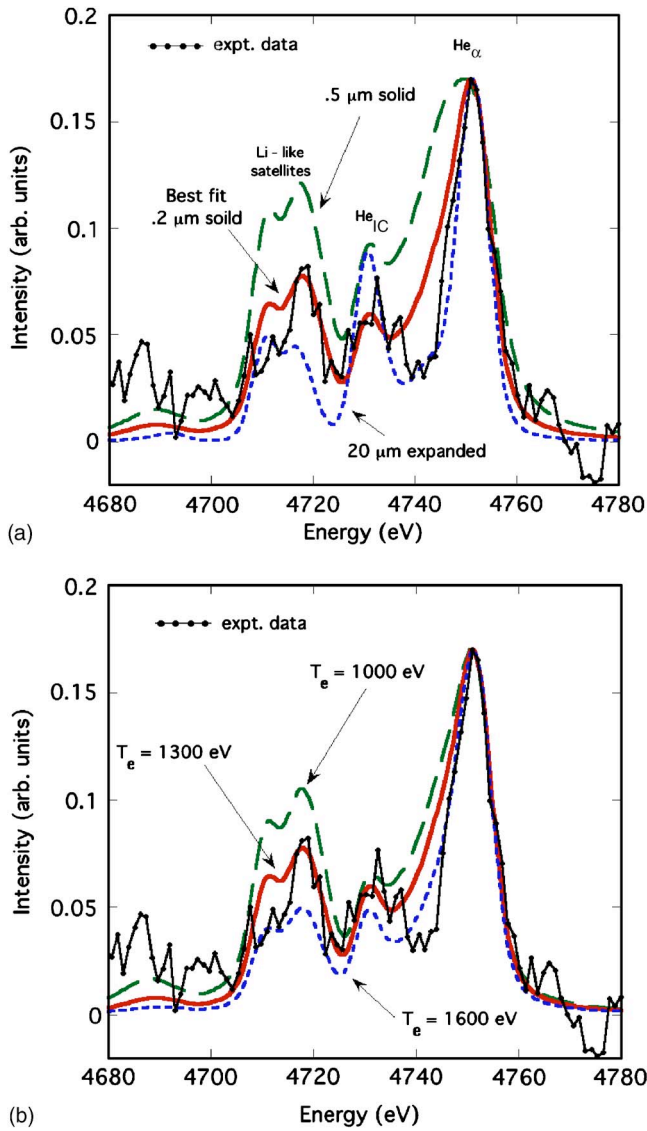 0.2
expt. data
He α
.5 μm solid
0.15
Li - like
satellites
Best fit
.2 μm soild
He IC
0.1
0.05
0
20 μm expanded
Intensity (arb. units)
4680 4700 4720 4740 4760 4780
(a)
Energy (eV)
0.2
expt. data
T e = 1000 eV
0.15
T e = 1300 eV
0.1
0.05
0
T e = 1600 eV
Intensity (arb. units)
4680 4700 4720 4740 4760 4780
(b)
Energy (eV)